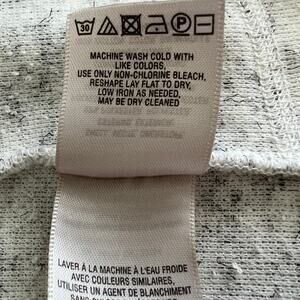 30 P
MACHINE WASH COLD WITH
LIKE COLORS,
USE ONLY NON-CHLORINE BLEACH,
RESHAPE LAY FLAT TO DRY,
LOW IRON AS NEEDED,
MAY BE DRY CLEANED
LAVER À LA MACHINE À L'EAU FROIDE
AVEC COULEURS SIMILAIRES,
UTILISER UN AGENT DE BLANCHIMENT